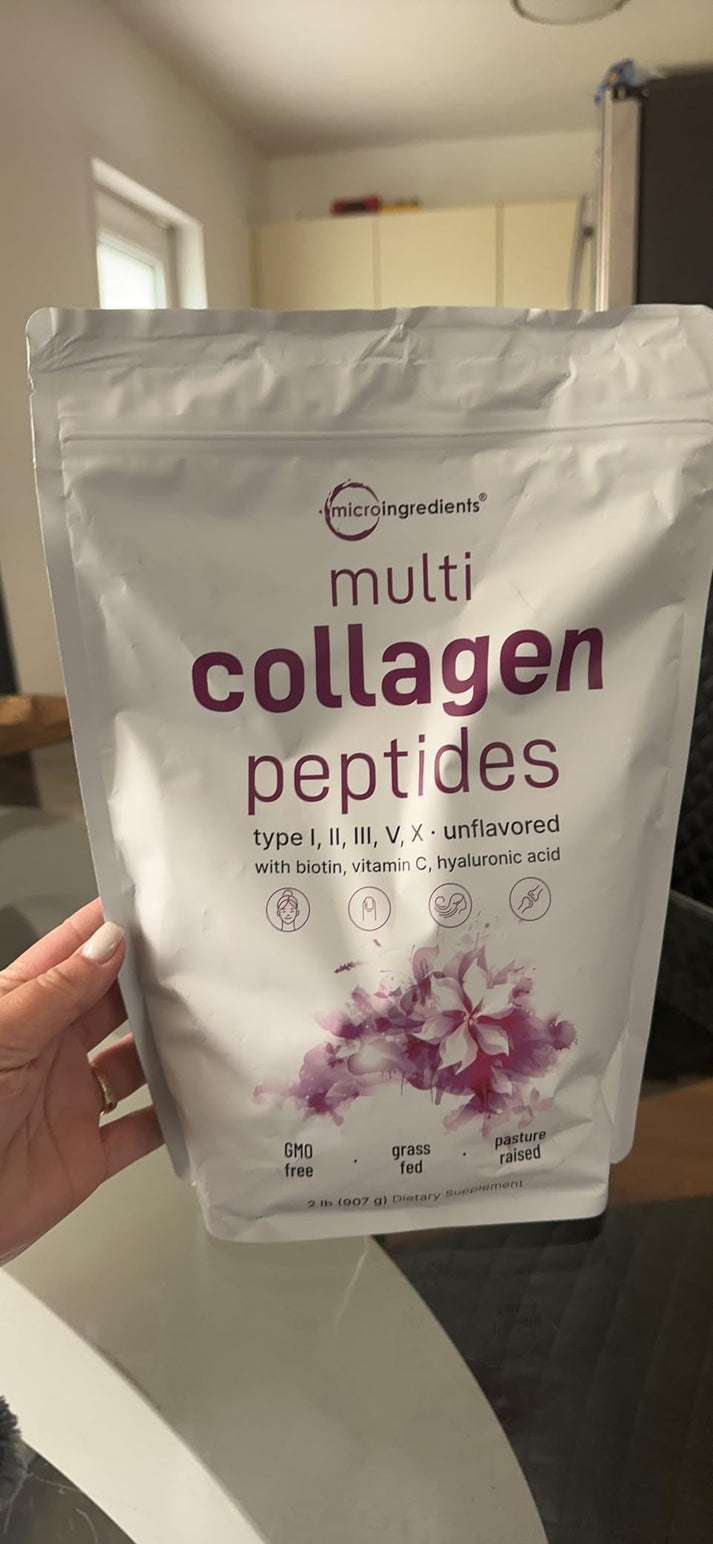 microingredients®
multi
collagen
peptides
type I, II, III, V, X · unflavored
with biotin, vitamin C, hyaluronic acid
GMO free · grass fed · pasture raised
2 lb (907 g) Dietary Supplement